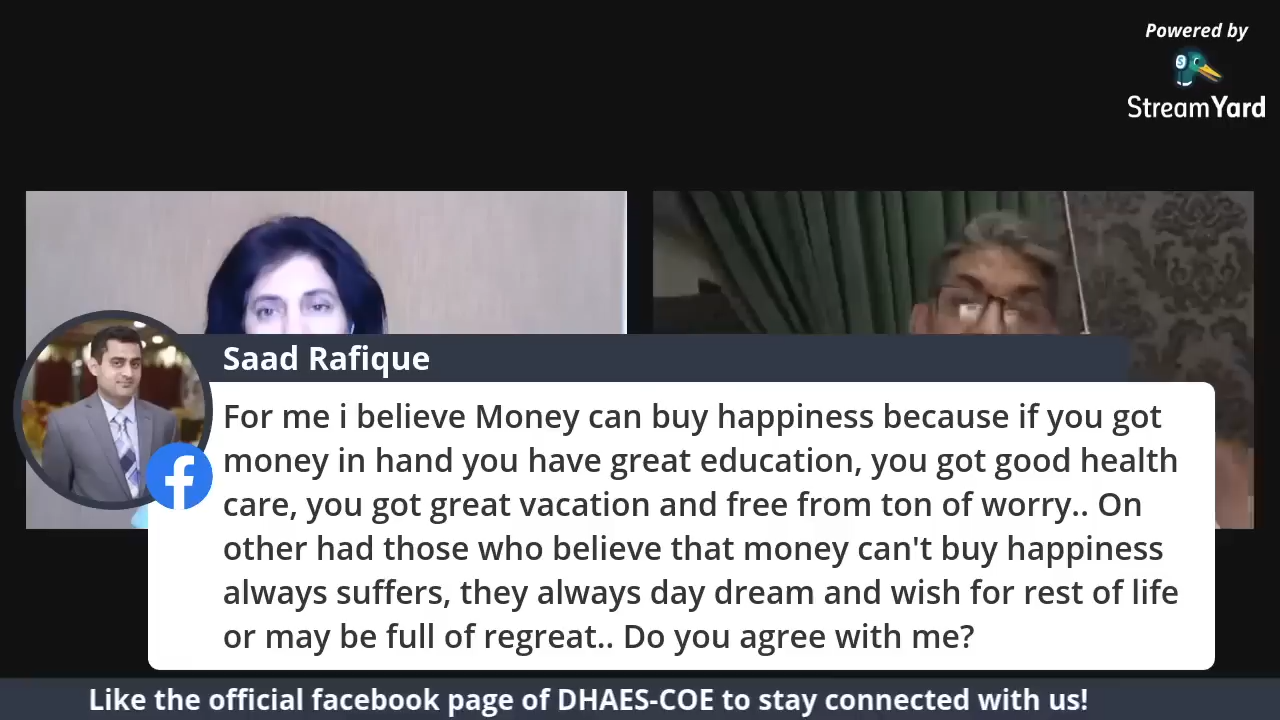 Powered by
StreamYard
Saad Rafique
For me i believe Money can buy happiness because if you got
money in hand you have great education, you got good health
care, you got great vacation and free from ton of worry.. On
other had those who believe that money can't buy happiness
always suffers, they always day dream and wish for rest of life
or may be full of regreat.. Do you agree with me?
Like the official facebook page of DHAES-COE to stay connected with us!